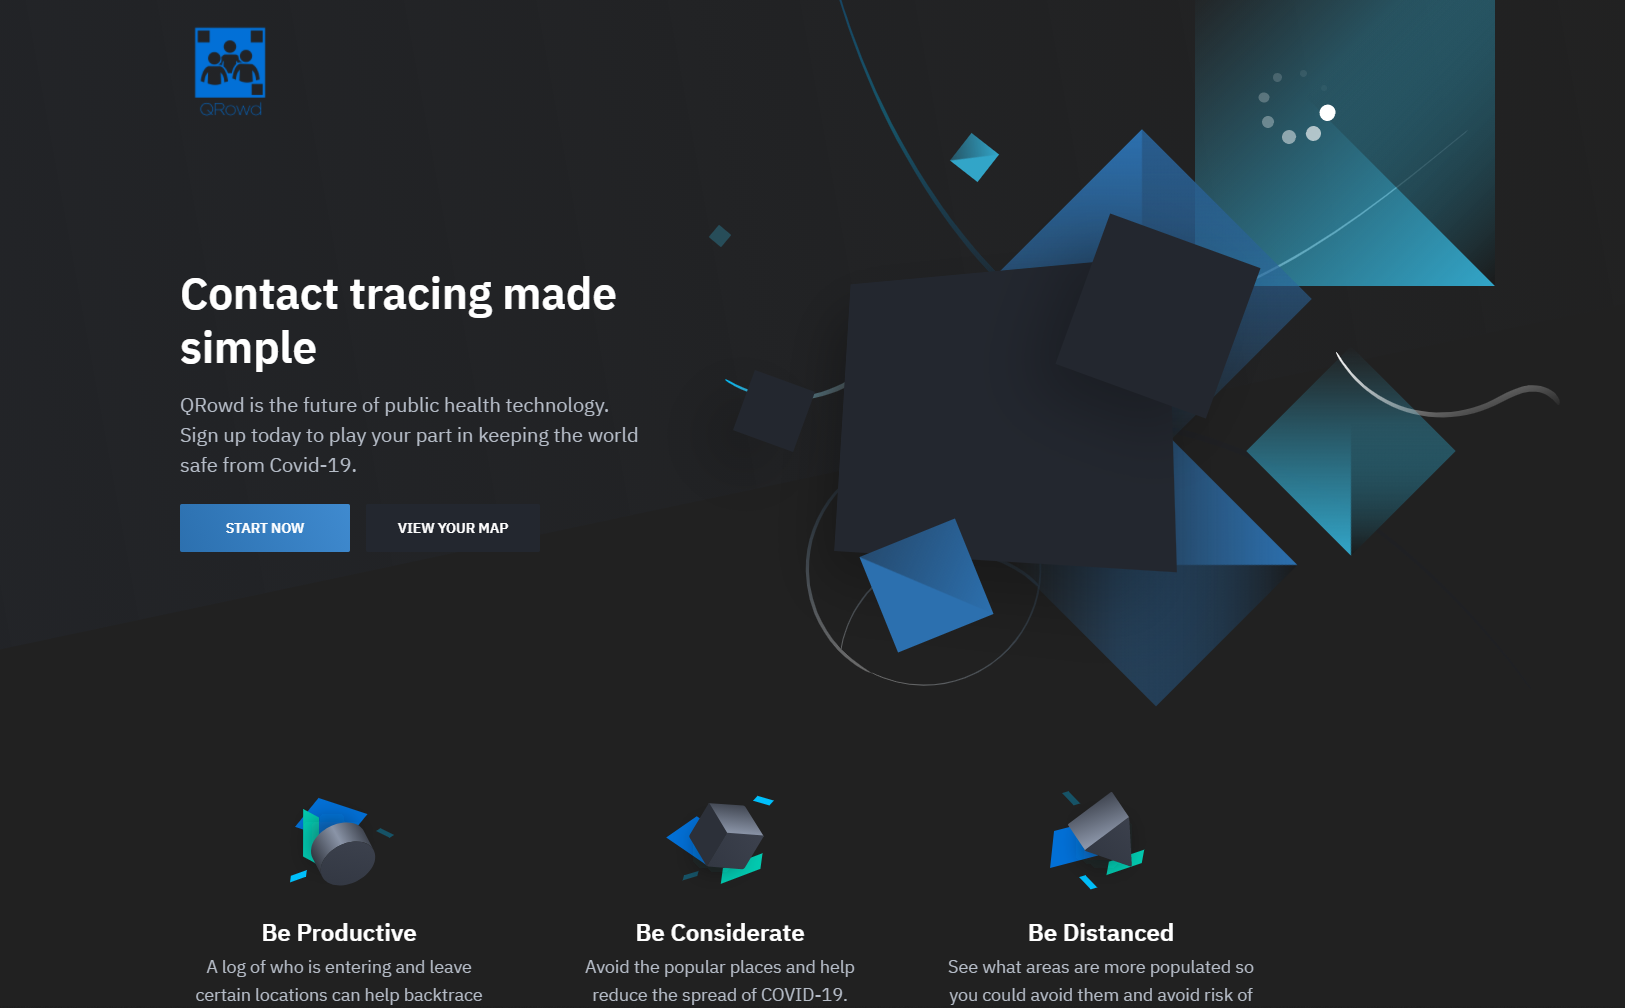 QRowd
Contact tracing made
simple
QRowd is the future of public health technology.
Sign up today to play your part in keeping the world
safe from Covid-19.
START NOW
VIEW YOUR MAP
Be Productive
A log of who is entering and leave
certain locations can help backtrace
Be Considerate
Avoid the popular places and help
reduce the spread of COVID-19.
Be Distanced
See what areas are more populated so
you could avoid them and avoid risk of